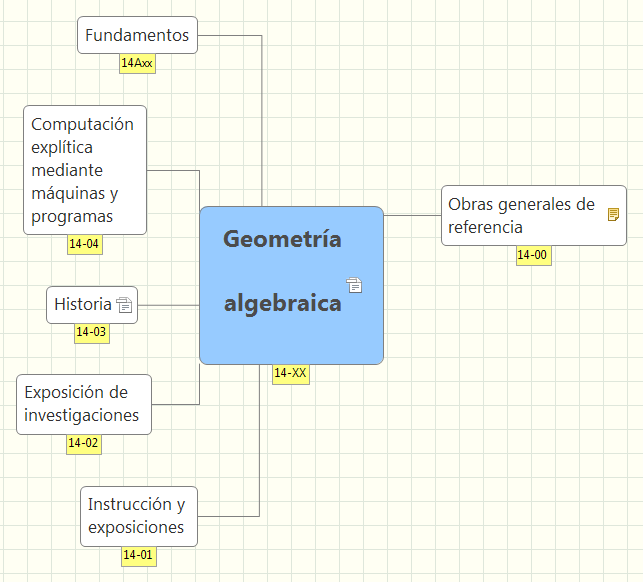 Fundamentos
14Axx
Computación
explítica
mediante
máquinas y
programas
14-04
Historia
14-03
Exposición de
investigaciones
14-02
Instrucción y
exposiciones
14-01
Geometría
algebraica
14-XX
Obras generales de
referencia
14-00